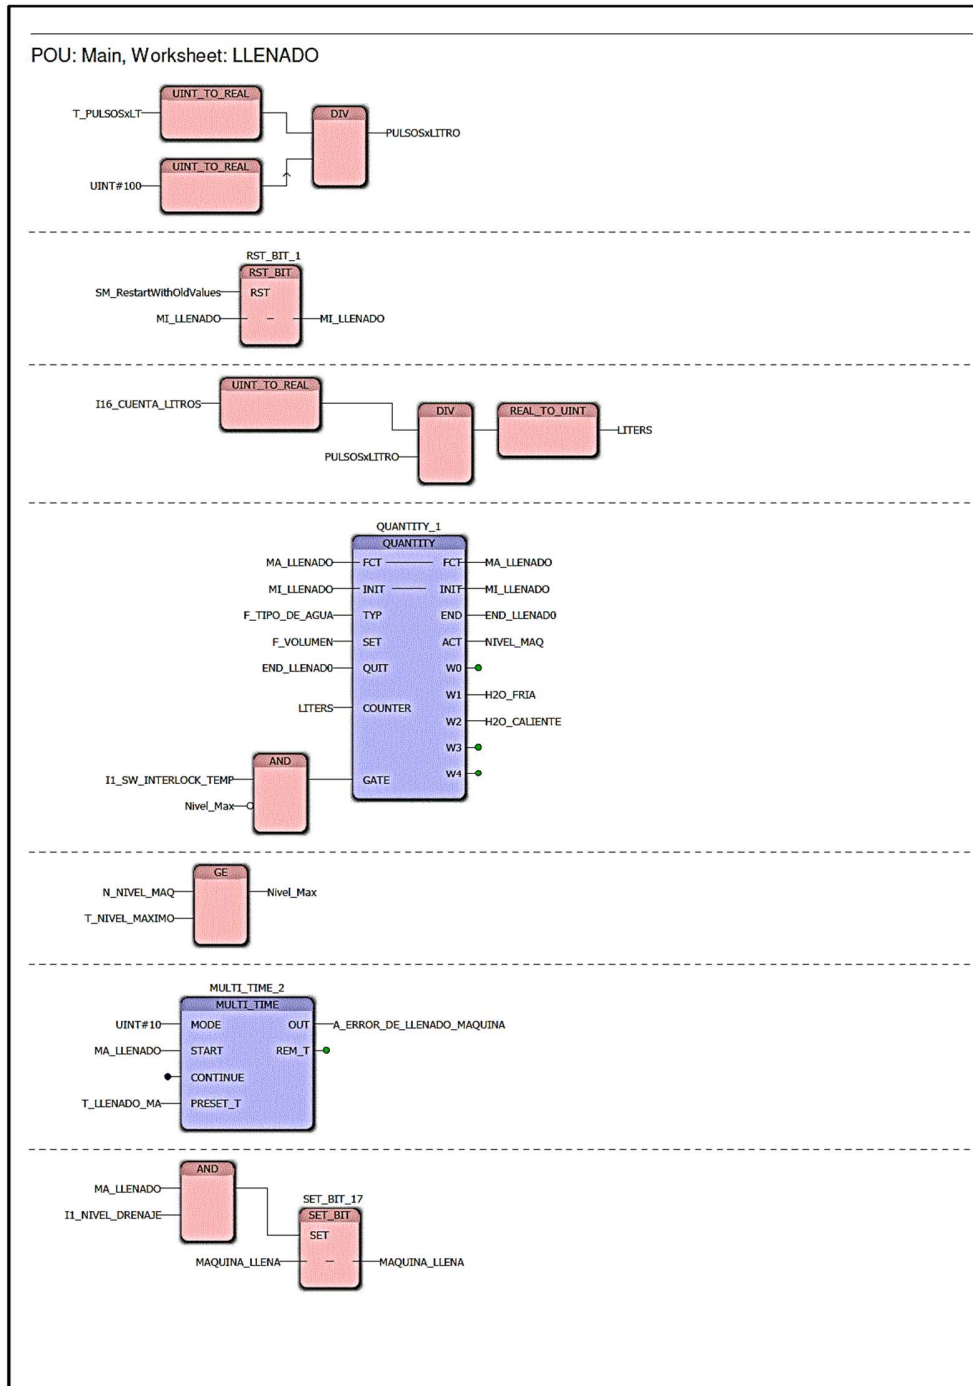 POU: Main, Worksheet: LLENADO
UINT_TO_REAL
T_PULSOSxLT
DIV
PULSOSxLITRO
UINT_TO_REAL
UINT#100
RST_BIT_1
RST_BIT
SM_RestartWithOldValues RST
MI_LLENADO MI_LLENADO
UINT_TO_REAL
I16_CUENTA_LITROS
DIV REAL_TO_UINT
LITERS
PULSOSxLITRO
QUANTITY_1
QUANTITY
MA_LLENADO FCT FCT MA_LLENADO
MI_LLENADO INIT INIT MI_LLENADO
F_TIPO_DE_AGUA TYP END END_LLENAD0
F_VOLUMEN SET ACT NIVEL_MAQ
END_LLENAD0 QUIT W0
W1 H2O_FRIA
LITERS COUNTER
W2 H2O_CALIENTE
W3
AND
I1_SW_INTERLOCK_TEMP GATE W4
Nivel_Max
GE
N_NIVEL_MAQ Nivel_Max
T_NIVEL_MAXIMO
MULTI_TIME_2
MULTI_TIME
UINT#10 MODE OUT A_ERROR_DE_LLENADO_MAQUINA
MA_LLENADO START REM_T
CONTINUE
T_LLENADO_MA PRESET_T
AND
MA_LLENADO
SET_BIT_17
I1_NIVEL_DRENAJE SET_BIT
SET
MAQUINA_LLENA MAQUINA_LLENA